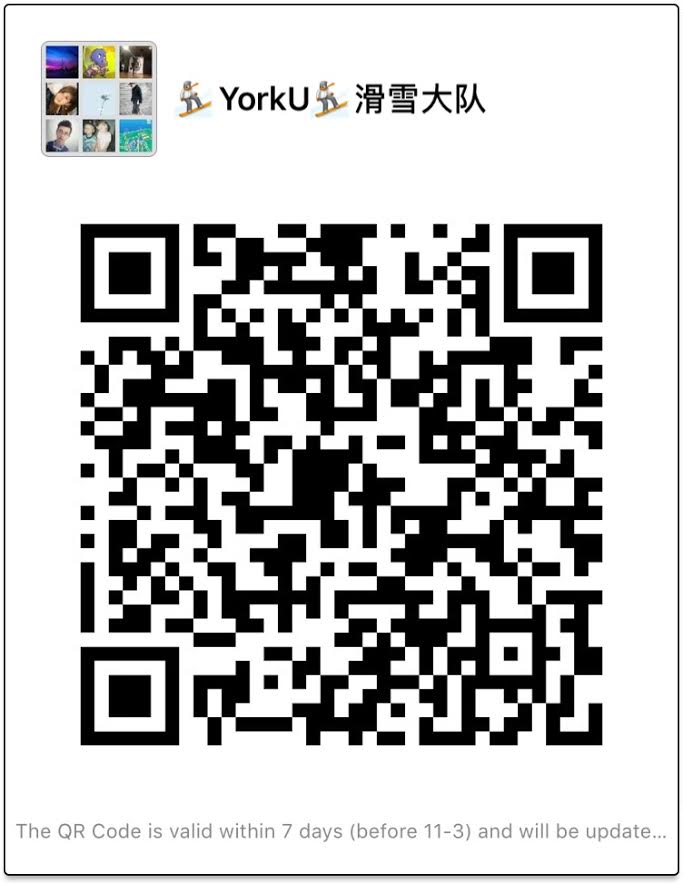 🏂YorkU🏂滑雪大队
The QR Code is valid within 7 days (before 11-3) and will be update...